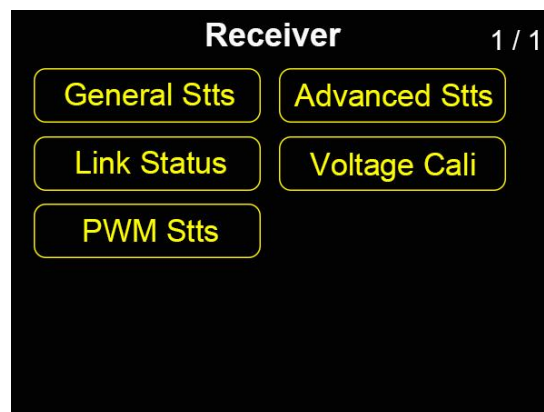 Receiver
1 / 1
General Stts
Advanced Stts
Link Status
Voltage Cali
PWM Stts